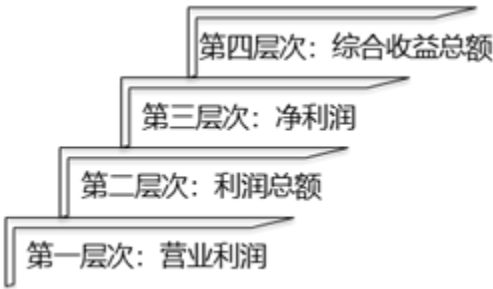 第四层次：综合收益总额
第三层次：净利润
第二层次：利润总额
第一层次：营业利润